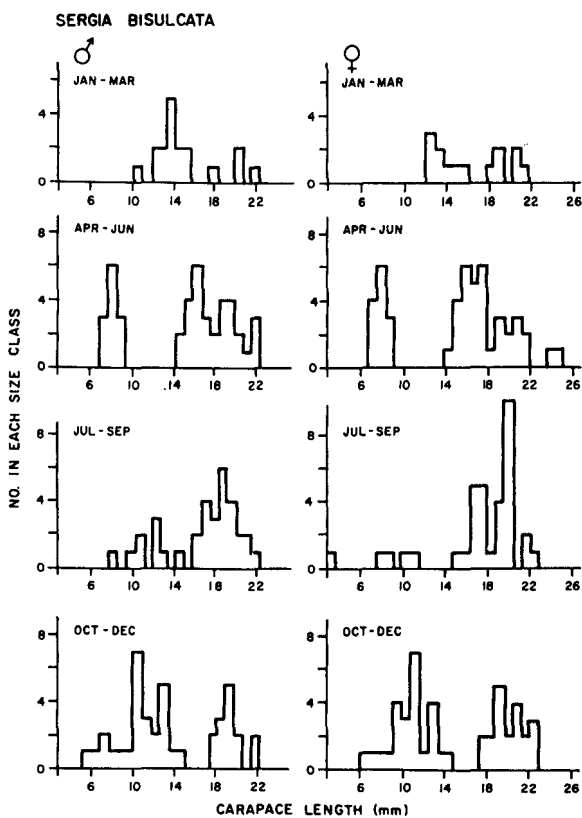 SERGIA BISULCATA
♂ ♀
JAN - MAR JAN - MAR
4 4
0 0
6 10 14 18 22 6 10 14 18 22 26
APR - JUN APR - JUN
8 8
4 4
0 0
6 10 14 18 22 6 10 14 18 22 26
NO. IN EACH SIZE CLASS
JUL - SEP JUL - SEP
8 8
4 4
0 0
6 10 14 18 22 6 10 14 18 22 26
OCT - DEC OCT - DEC
8 8
4 4
0 0
6 10 14 18 22 6 10 14 18 22 26
CARAPACE LENGTH (mm)